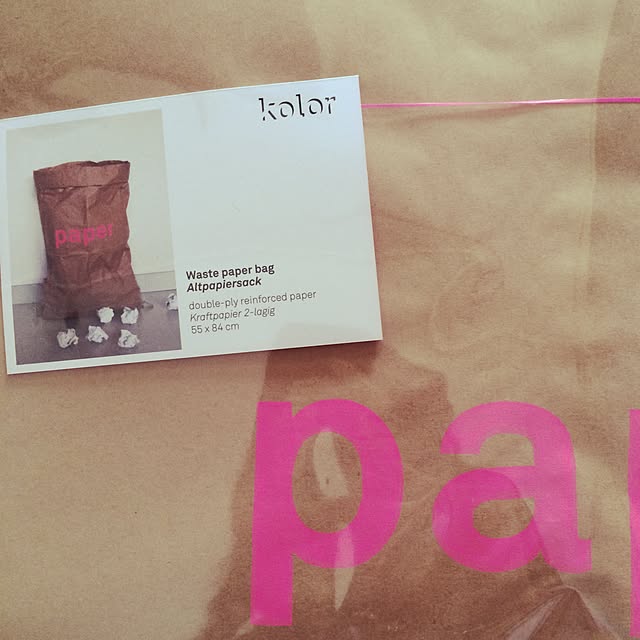 kolor
paper
Waste paper bag
Altpapiersack
double-ply reinforced paper
Kraftpapier 2-lagig
55 x 84 cm
pap